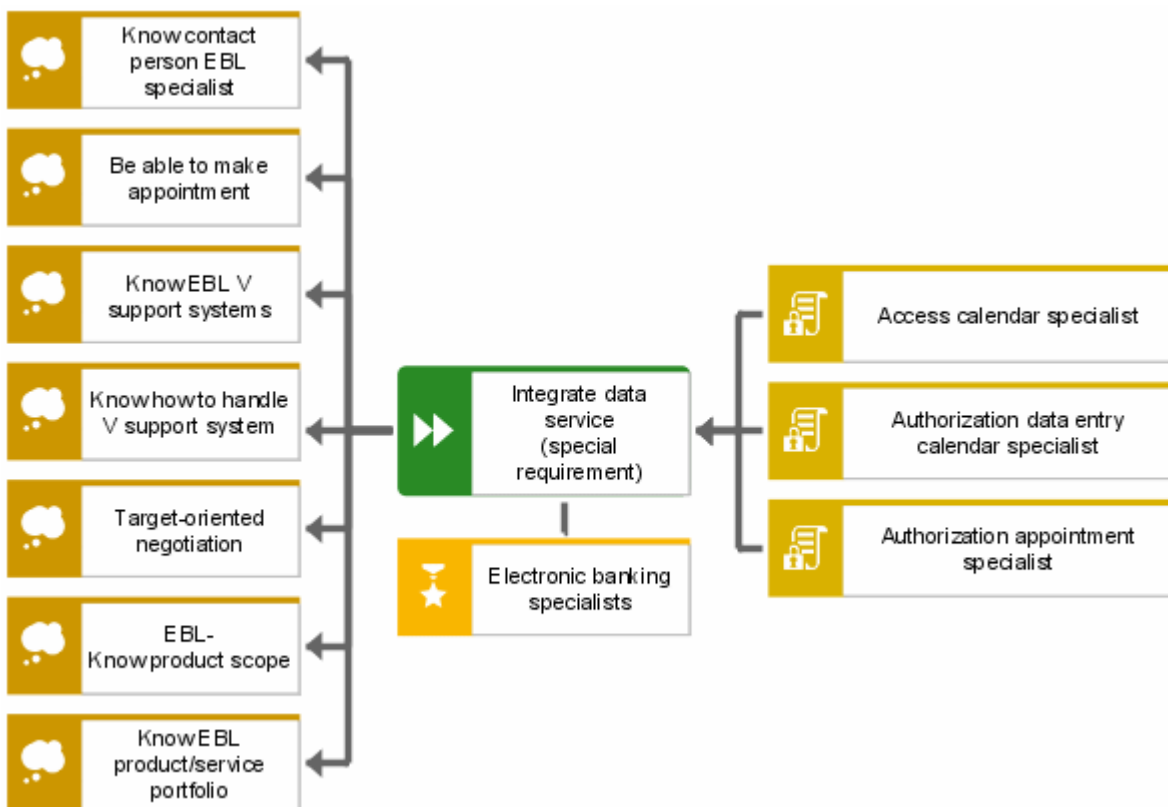 Know contact
person EBL
specialist
Be able to make
appointment
Know EBL V
support systems
Know how to handle
V support system
Target-oriented
negotiation
EBL-
Know product scope
Know EBL
product/service
portfolio
Integrate data
service
(special
requirement)
Electronic banking
specialists
Access calendar specialist
Authorization data entry
calendar specialist
Authorization appointment
specialist